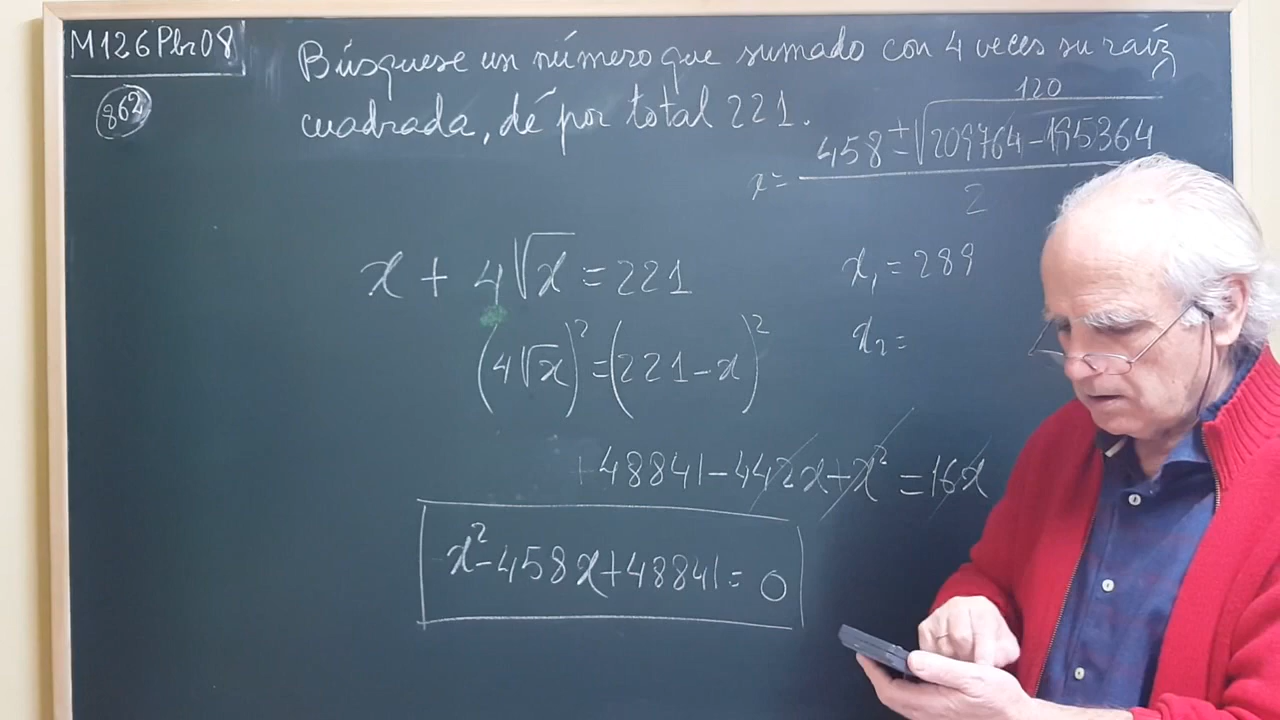 M126Pbr08
862
Búsquese un número que sumado con 4 veces su raíz
cuadrada, dé por total 221.
120
x = 458 ± √209764 - 195364
2
x + 4√x = 221
x₁ = 289
(4√x)² = (221 - x)²
x₂ =
+48841 - 442x + x² = 16x
x² - 458x + 48841 = 0